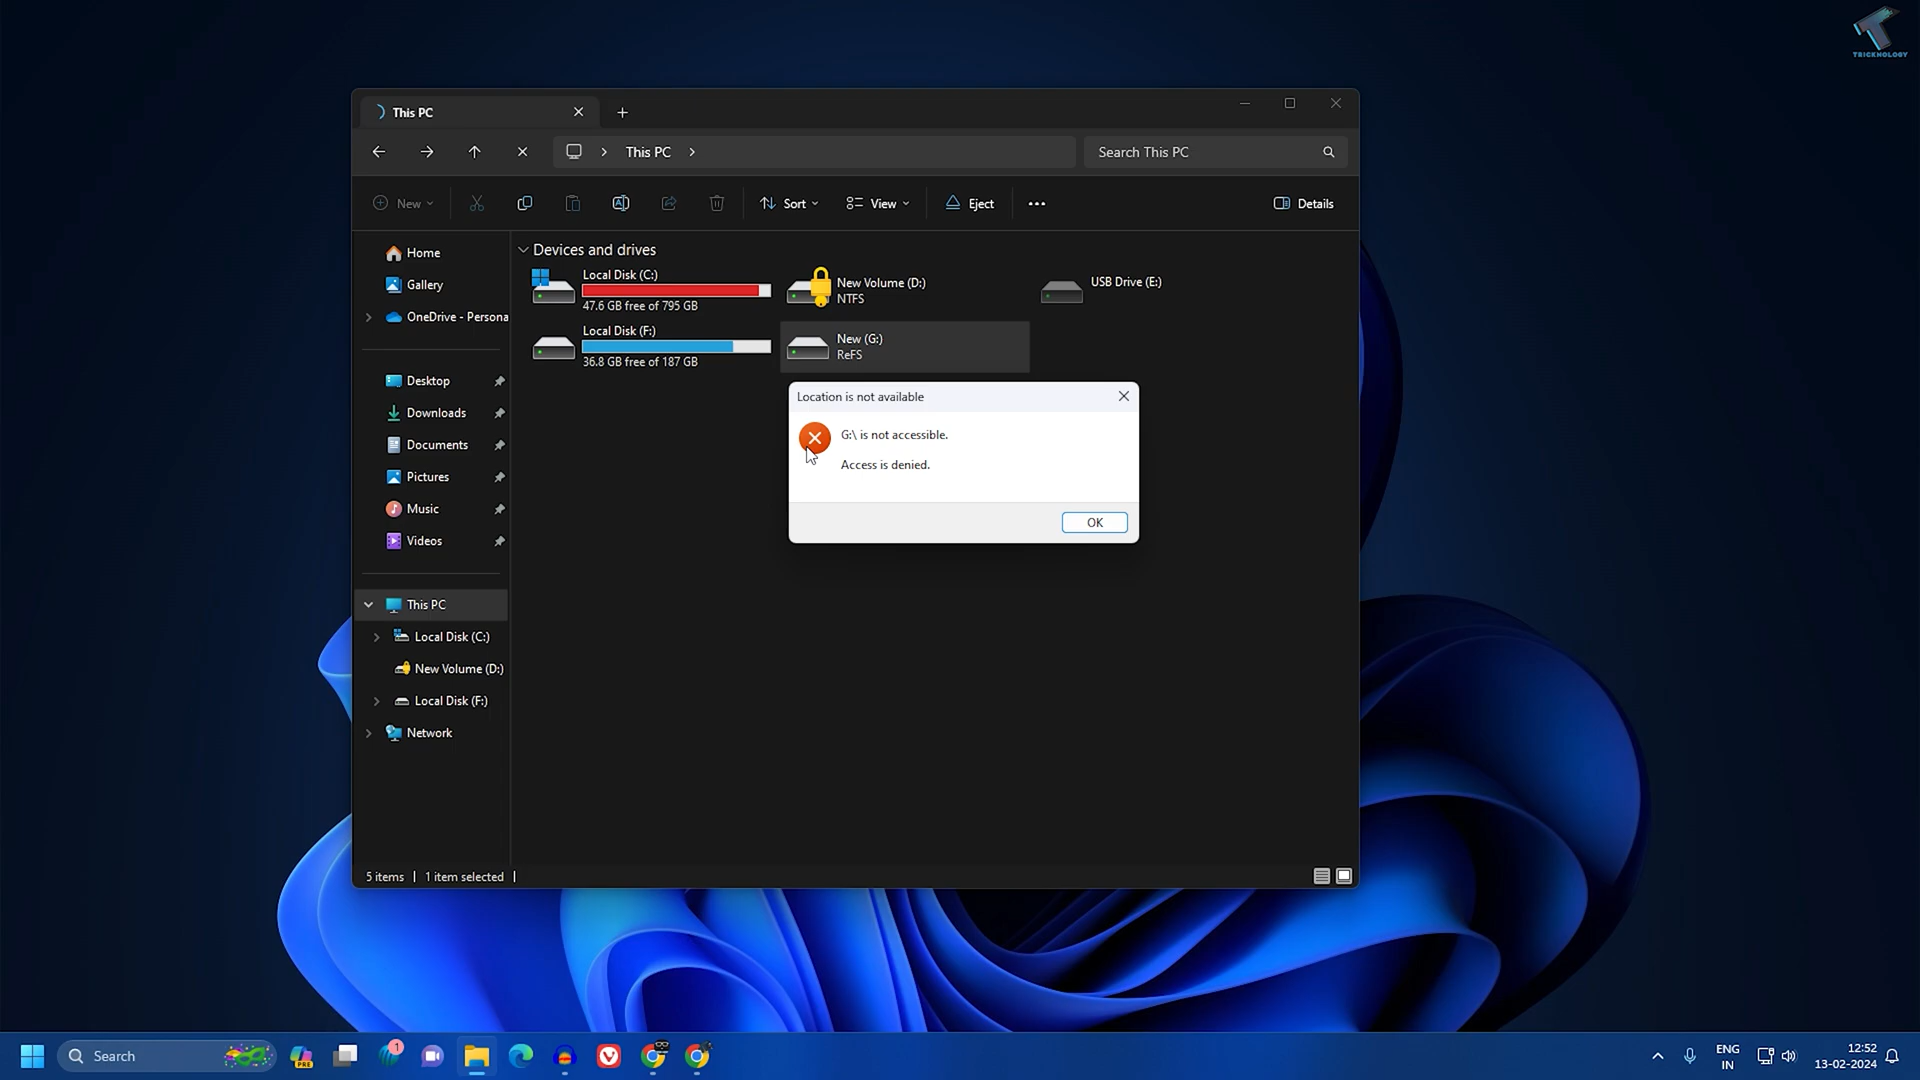 TRICKNOLOGY
This PC
This PC
Search This PC
New
Sort
View
Eject
Details
Home
Gallery
OneDrive - Persona
Desktop
Downloads
Documents
Pictures
Music
Videos
This PC
Local Disk (C:)
New Volume (D:)
Local Disk (F:)
Network
Devices and drives
Local Disk (C:)
47.6 GB free of 795 GB
New Volume (D:)
NTFS
USB Drive (E:)
Local Disk (F:)
36.8 GB free of 187 GB
New (G:)
ReFS
Location is not available
G:\ is not accessible.
Access is denied.
OK
5 items
1 item selected
Search
PRE
1
ENG
IN
12:52
13-02-2024